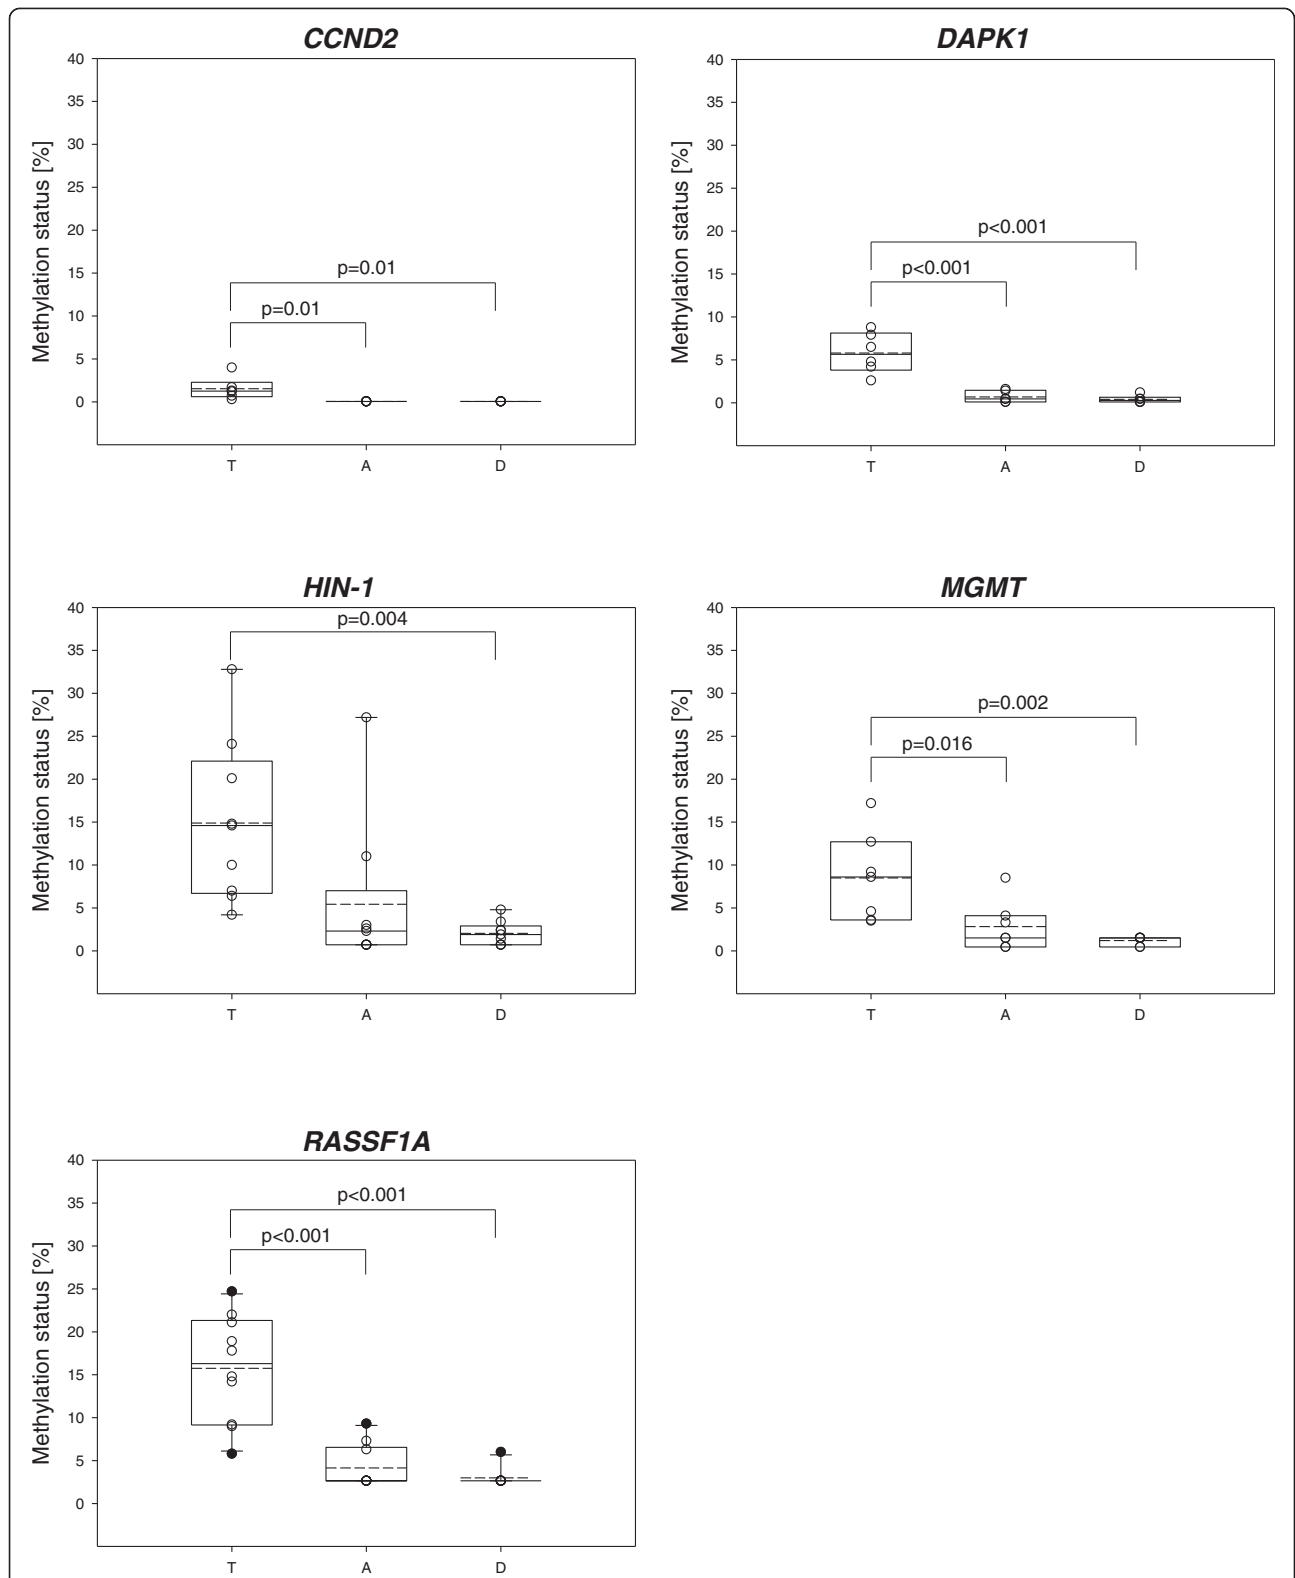 CCND2
40
35
30
25
20
15
10
5
0
Methylation status [%]
p=0.01
p=0.01
T A D
DAPK1
40
35
30
25
20
15
10
5
0
Methylation status [%]
p<0.001
p<0.001
T A D
HIN-1
40
35
30
25
20
15
10
5
0
Methylation status [%]
p=0.004
T A D
MGMT
40
35
30
25
20
15
10
5
0
Methylation status [%]
p=0.002
p=0.016
T A D
RASSF1A
40
35
30
25
20
15
10
5
0
Methylation status [%]
p<0.001
p<0.001
T A D